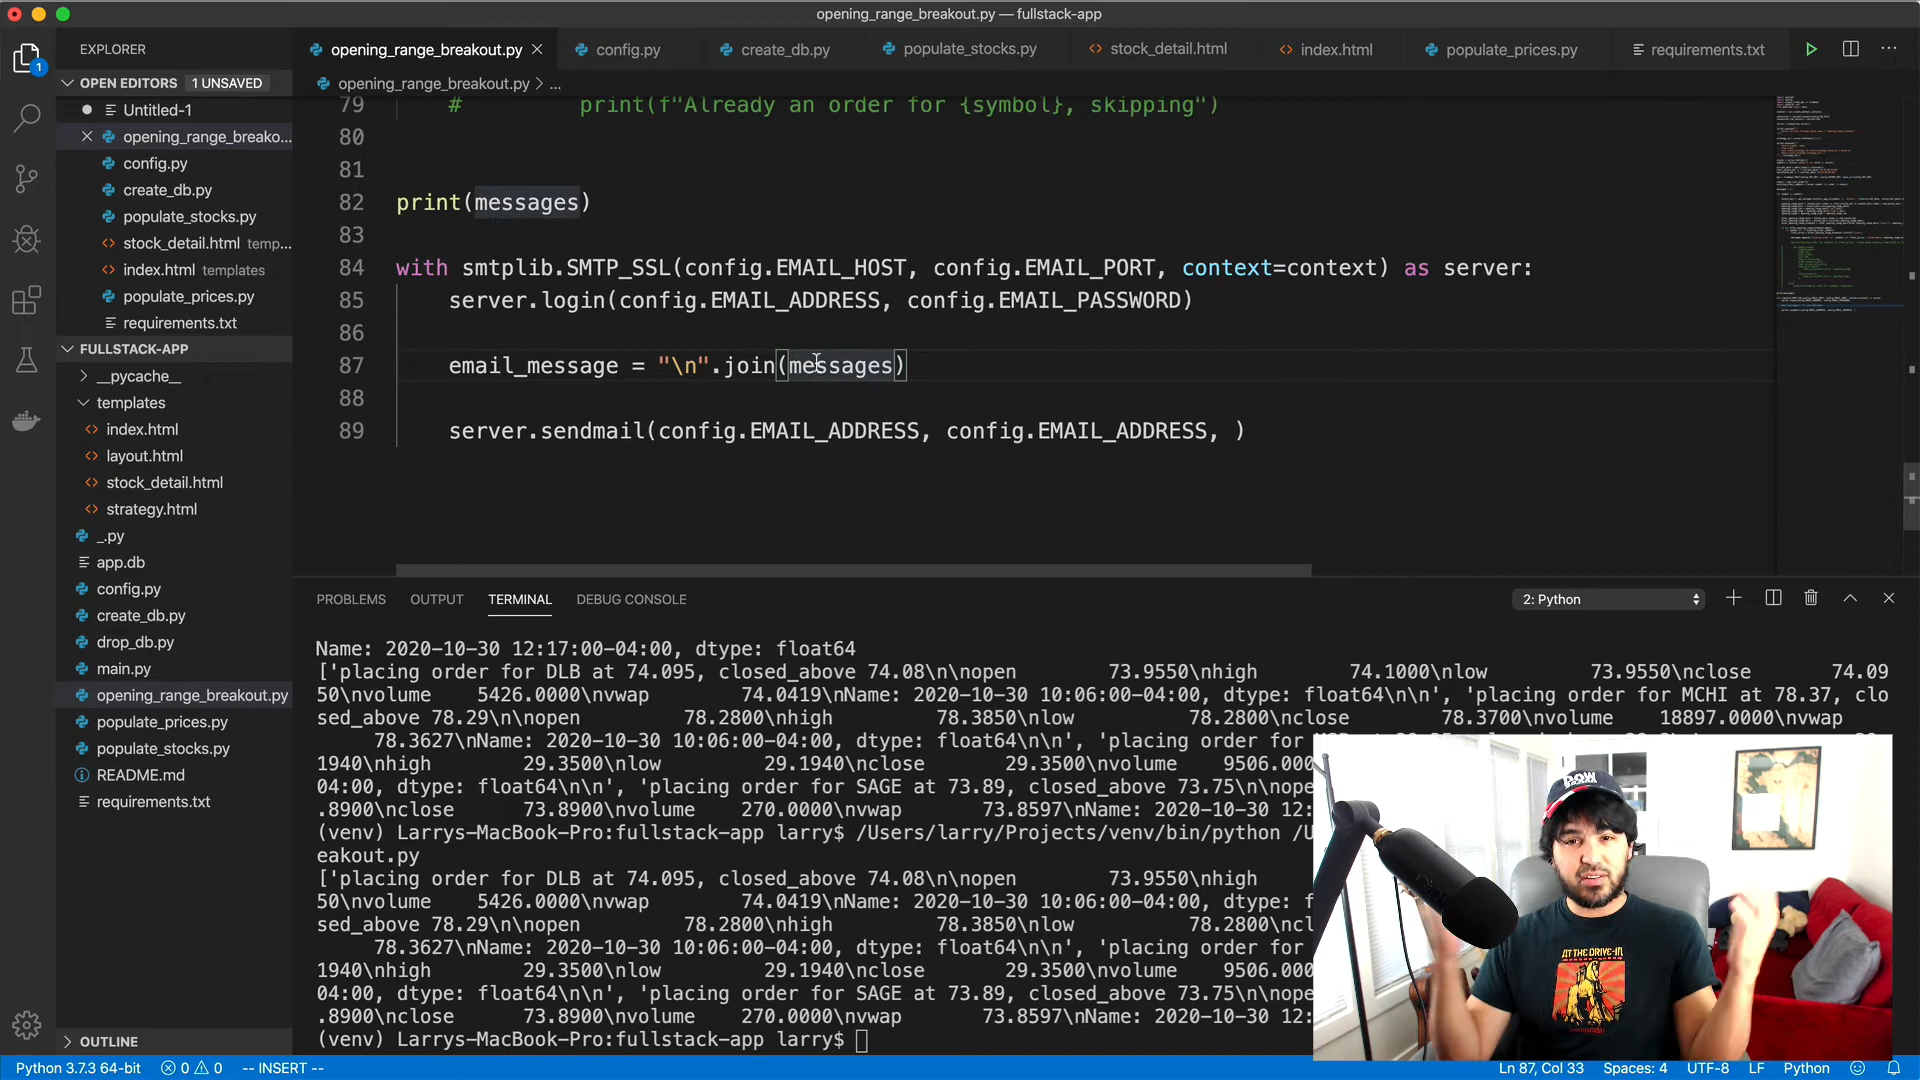 opening_range_breakout.py — fullstack-app
EXPLORER
OPEN EDITORS 1 UNSAVED
Untitled-1
opening_range_breako...
config.py
create_db.py
populate_stocks.py
stock_detail.html temp...
index.html templates
populate_prices.py
requirements.txt
FULLSTACK-APP
__pycache__
templates
index.html
layout.html
stock_detail.html
strategy.html
_.py
app.db
config.py
create_db.py
drop_db.py
main.py
opening_range_breakout.py
populate_prices.py
populate_stocks.py
README.md
requirements.txt
OUTLINE
opening_range_breakout.py config.py create_db.py populate_stocks.py stock_detail.html index.html populate_prices.py requirements.txt
opening_range_breakout.py > ...
79 # print(f"Already an order for {symbol}, skipping")
80
81
82 print(messages)
83
84 with smtplib.SMTP_SSL(config.EMAIL_HOST, config.EMAIL_PORT, context=context) as server:
85 server.login(config.EMAIL_ADDRESS, config.EMAIL_PASSWORD)
86
87 email_message = "\n".join(messages)
88
89 server.sendmail(config.EMAIL_ADDRESS, config.EMAIL_ADDRESS, )
PROBLEMS OUTPUT TERMINAL DEBUG CONSOLE 2: Python
Name: 2020-10-30 12:17:00-04:00, dtype: float64
['placing order for DLB at 74.095, closed_above 74.08\n\nopen 73.9550\nhigh 74.1000\nlow 73.9550\nclose 74.09
50\nvolume 5426.0000\nvwap 74.0419\nName: 2020-10-30 10:06:00-04:00, dtype: float64\n\n', 'placing order for MCHI at 78.37, clo
sed_above 78.29\n\nopen 78.2800\nhigh 78.3850\nlow 78.2800\nclose 78.3700\nvolume 18897.0000\nvwap
78.3627\nName: 2020-10-30 10:06:00-04:00, dtype: float64\n\n', 'placing order for
1940\nhigh 29.3500\nlow 29.1940\nclose 29.3500\nvolume 9506.000
04:00, dtype: float64\n\n', 'placing order for SAGE at 73.89, closed_above 73.75\n\nope
.8900\nclose 73.8900\nvolume 270.0000\nvwap 73.8597\nName: 2020-10-30 12:
(venv) Larrys-MacBook-Pro:fullstack-app larry$ /Users/larry/Projects/venv/bin/python /U
eakout.py
['placing order for DLB at 74.095, closed_above 74.08\n\nopen 73.9550\nhigh
50\nvolume 5426.0000\nvwap 74.0419\nName: 2020-10-30 10:06:00-04:00, dtype: f
sed_above 78.29\n\nopen 78.2800\nhigh 78.3850\nlow 78.2800\ncl
78.3627\nName: 2020-10-30 10:06:00-04:00, dtype: float64\n\n', 'placing order for
1940\nhigh 29.3500\nlow 29.1940\nclose 29.3500\nvolume 9506.000
04:00, dtype: float64\n\n', 'placing order for SAGE at 73.89, closed_above 73.75\n\nope
.8900\nclose 73.8900\nvolume 270.0000\nvwap 73.8597\nName: 2020-10-30 12:
(venv) Larrys-MacBook-Pro:fullstack-app larry$
POW
AT THE DRIVE-IN
Python 3.7.3 64-bit 0 0 -- INSERT -- Ln 87, Col 33 Spaces: 4 UTF-8 LF Python
1